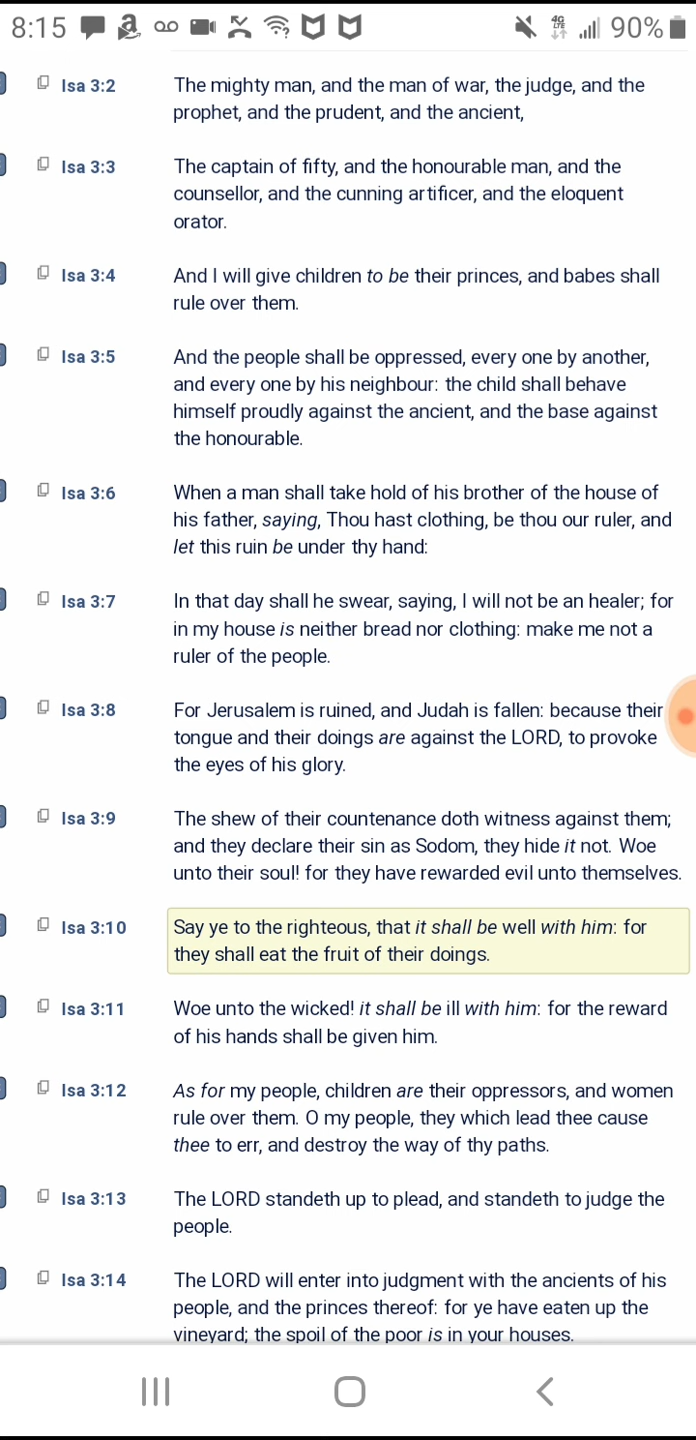 8:15
4G
LTE
90%
Isa 3:2 The mighty man, and the man of war, the judge, and the
prophet, and the prudent, and the ancient,
Isa 3:3 The captain of fifty, and the honourable man, and the
counsellor, and the cunning artificer, and the eloquent
orator.
Isa 3:4 And I will give children to be their princes, and babes shall
rule over them.
Isa 3:5 And the people shall be oppressed, every one by another,
and every one by his neighbour: the child shall behave
himself proudly against the ancient, and the base against
the honourable.
Isa 3:6 When a man shall take hold of his brother of the house of
his father, saying, Thou hast clothing, be thou our ruler, and
let this ruin be under thy hand:
Isa 3:7 In that day shall he swear, saying, I will not be an healer; for
in my house is neither bread nor clothing: make me not a
ruler of the people.
Isa 3:8 For Jerusalem is ruined, and Judah is fallen: because their
tongue and their doings are against the LORD, to provoke
the eyes of his glory.
Isa 3:9 The shew of their countenance doth witness against them;
and they declare their sin as Sodom, they hide it not. Woe
unto their soul! for they have rewarded evil unto themselves.
Isa 3:10 Say ye to the righteous, that it shall be well with him: for
they shall eat the fruit of their doings.
Isa 3:11 Woe unto the wicked! it shall be ill with him: for the reward
of his hands shall be given him.
Isa 3:12 As for my people, children are their oppressors, and women
rule over them. O my people, they which lead thee cause
thee to err, and destroy the way of thy paths.
Isa 3:13 The LORD standeth up to plead, and standeth to judge the
people.
Isa 3:14 The LORD will enter into judgment with the ancients of his
people, and the princes thereof: for ye have eaten up the
vineyard; the spoil of the poor is in your houses.